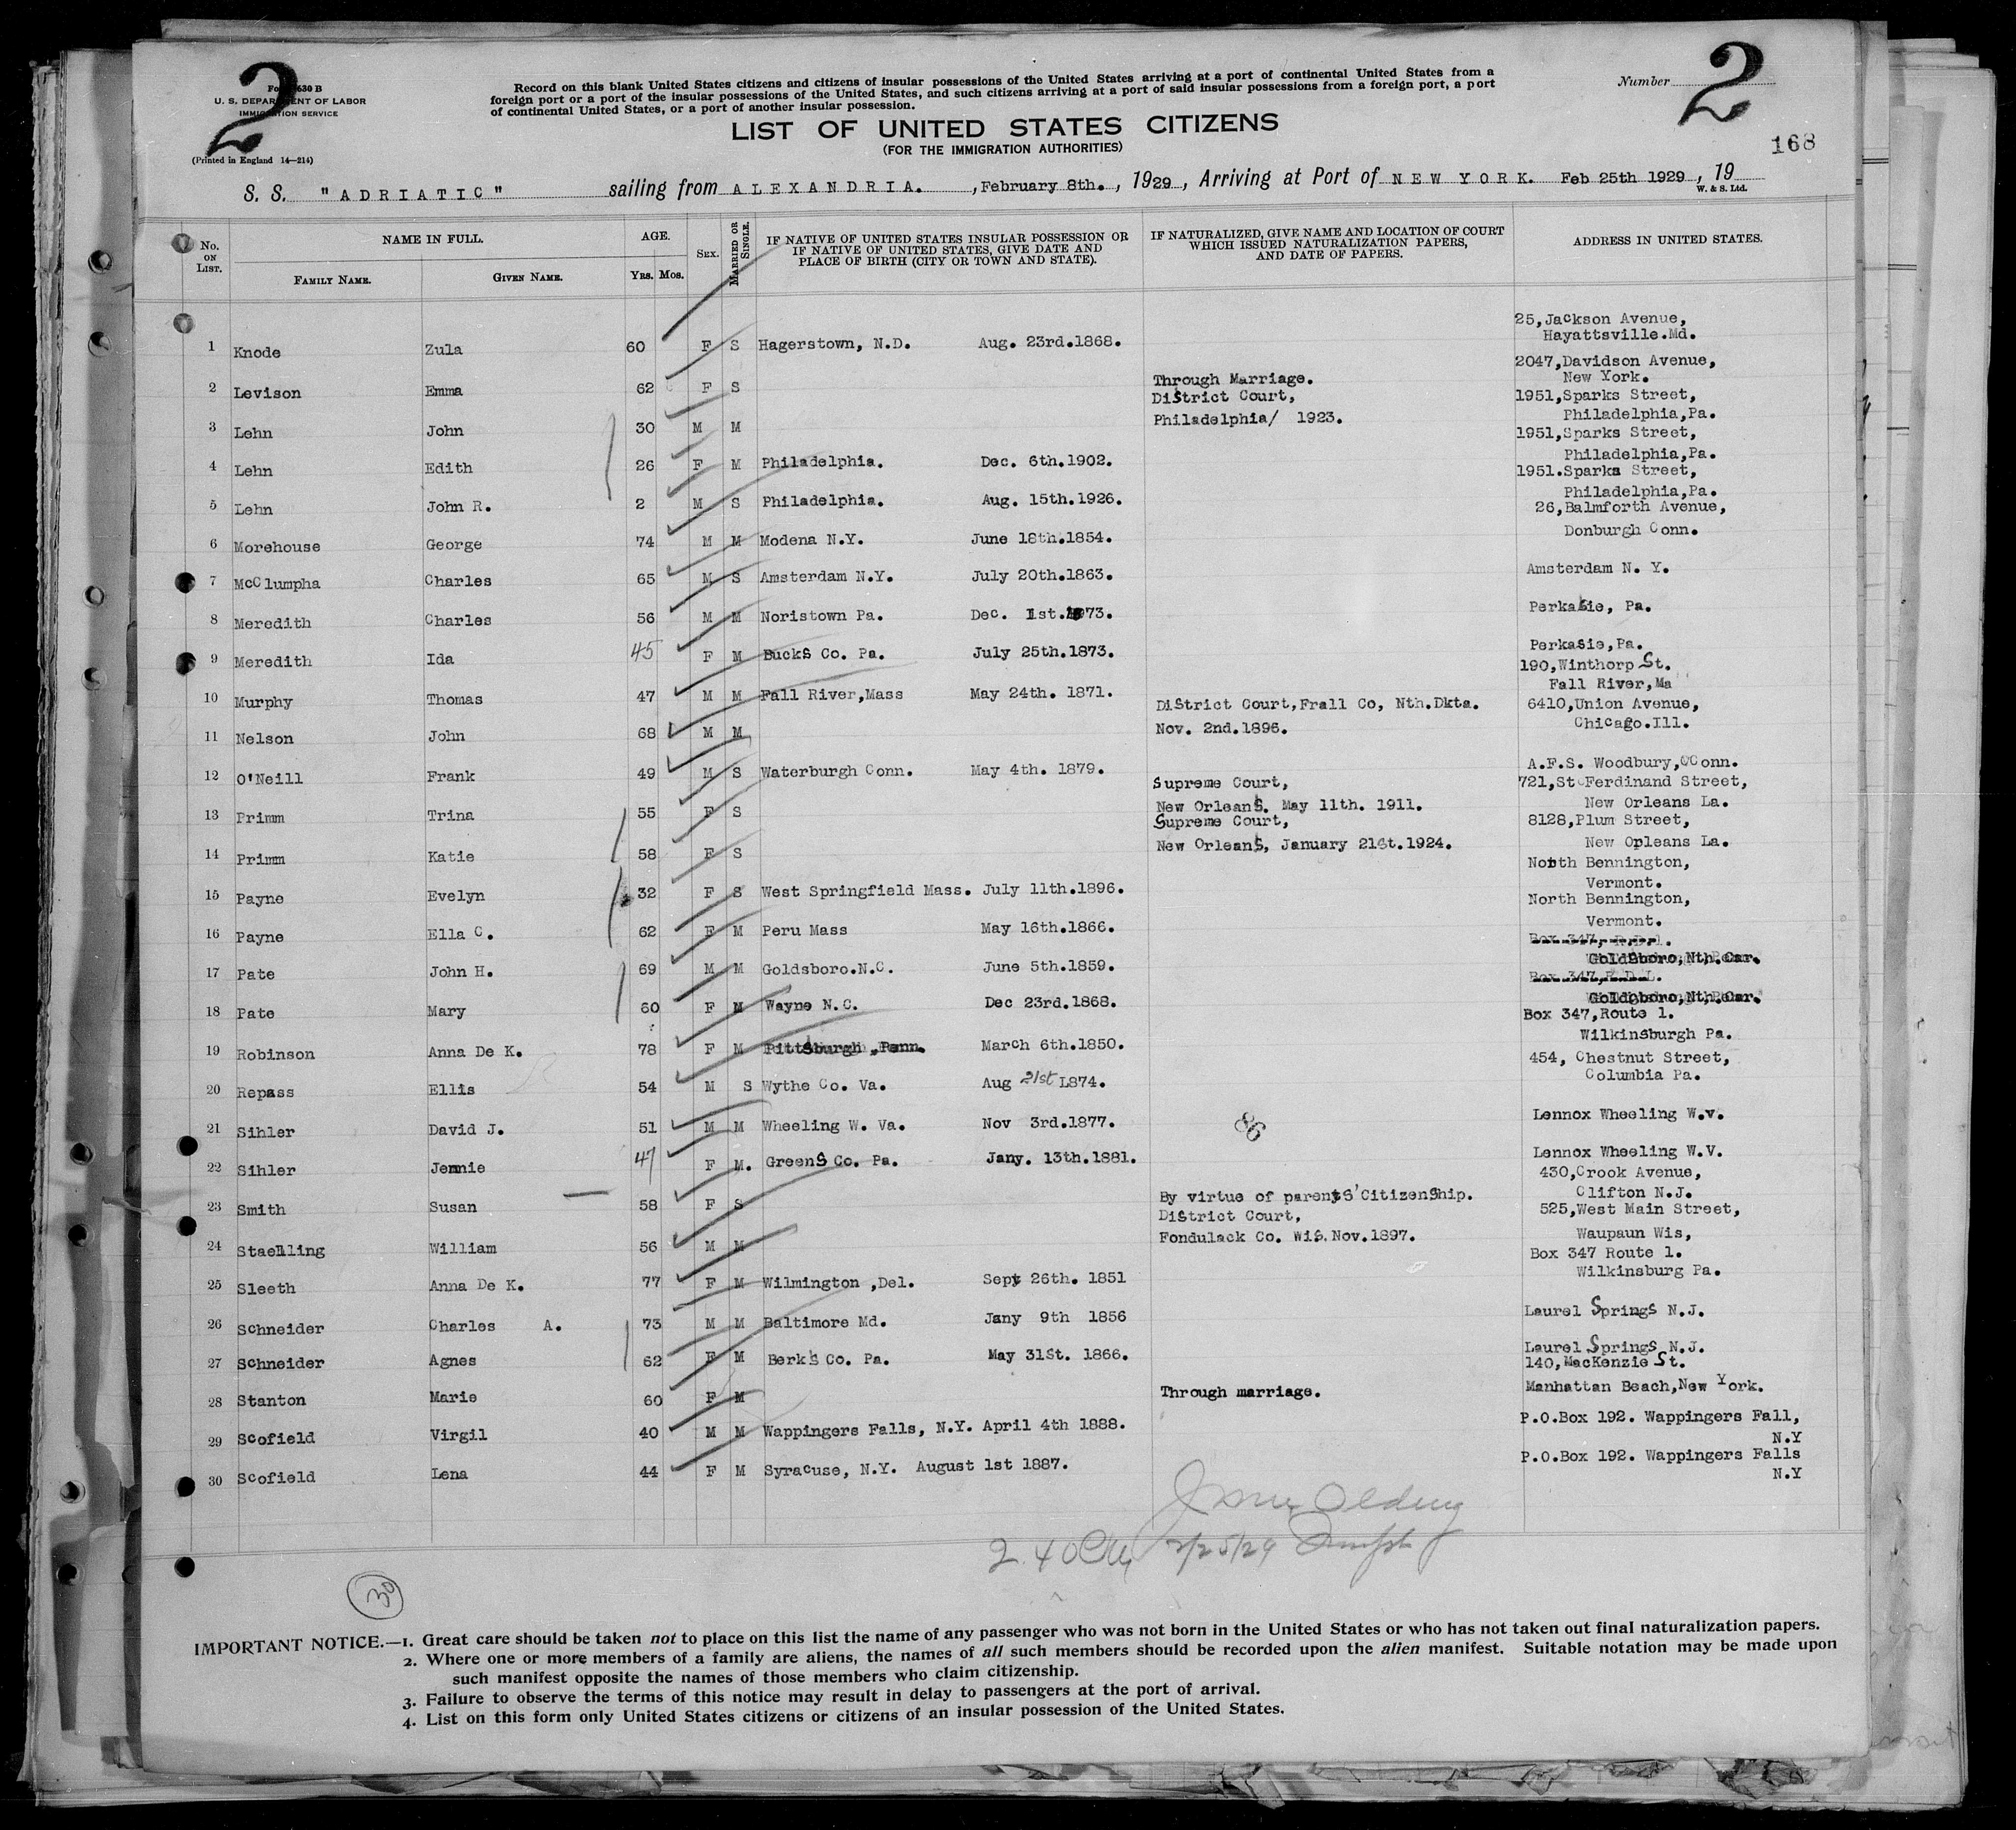 2
2
Form 630 B
U. S. DEPARTMENT OF LABOR
IMMIGRATION SERVICE
(Printed in England 14—214)
Record on this blank United States citizens and citizens of insular possessions of the United States arriving at a port of continental United States from a
foreign port or a port of the insular possessions of the United States, and such citizens arriving at a port of said insular possessions from a foreign port, a port
of continental United States, or a port of another insular possession.
Number
168
LIST OF UNITED STATES CITIZENS
(FOR THE IMMIGRATION AUTHORITIES)
S. S. "ADRIATIC" sailing from ALEXANDRIA. , February 8th. , 1929 , Arriving at Port of NEW YORK. Feb 25th 1929 , 19
W. & S. Ltd.
No. ON LIST. NAME IN FULL. FAMILY NAME. GIVEN NAME. AGE. YRS. MOS. SEX. MARRIED OR SINGLE. IF NATIVE OF UNITED STATES INSULAR POSSESSION OR IF NATIVE OF UNITED STATES, GIVE DATE AND PLACE OF BIRTH (CITY OR TOWN AND STATE). IF NATURALIZED, GIVE NAME AND LOCATION OF COURT WHICH ISSUED NATURALIZATION PAPERS, AND DATE OF PAPERS. ADDRESS IN UNITED STATES.
1 Knode Zula 60 F S Hagerstown, N.D. Aug. 23rd.1868. 25,Jackson Avenue, Hayattsville.Md.
2 Levison Emma 62 F S Through Marriage. 2047,Davidson Avenue, New York.
3 Lehn John 30 M M District Court, Philadelphia/ 1923. 1951,Sparks Street, Philadelphia,Pa.
4 Lehn Edith 26 F M Philadelphia. Dec. 6th.1902. 1951,Sparks Street, Philadelphia,Pa.
5 Lehn John R. 2 M S Philadelphia. Aug. 15th.1926. 1951.Sparks Street, Philadelphia,Pa.
6 Morehouse George 74 M M Modena N.Y. June 18th.1854. 26,Balmforth Avenue, Donburgh Conn.
7 McClumpha Charles 65 M S Amsterdam N.Y. July 20th.1863. Amsterdam N. Y.
8 Meredith Charles 56 M M Noristown Pa. Dec. 1st. 73. Perkasie, Pa.
9 Meredith Ida 45 F M Bucks Co. Pa. July 25th.1873. Perkasie,Pa.
10 Murphy Thomas 47 M M Fall River,Mass May 24th. 1871. 190,Winthorp St. Fall River,Ma
11 Nelson John 68 M M District Court,Frall Co, Nth.Dkta. Nov. 2nd.1896. 6410,Union Avenue, Chicago.Ill.
12 O'Neill Frank 49 M S Waterburgh Conn. May 4th. 1879. A.F.S. Woodbury,CConn.
13 Primm Trina 55 F S Supreme Court, New Orleans. May 11th. 1911. 721,St Ferdinand Street, New Orleans La.
14 Primm Katie 58 F S Supreme Court, New Orleans, January 21st.1924. 8128,Plum Street, New Opleans La.
15 Payne Evelyn 32 F S West Springfield Mass. July 11th.1896. North Bennington, Vermont.
16 Payne Ella C. 62 F M Peru Mass May 16th.1866. North Bennington, Vermont.
17 Pate John H. 69 M M Goldsboro.N.C. June 5th.1859. Box 347, Goldsboro,Nth.Car.
18 Pate Mary 60 F M Wayne N.C. Dec 23rd.1868. Box 347, Goldsboro,Nth.Car.
19 Robinson Anna De K. 78 F M Pittsburgh ,Penn. March 6th.1850. Box 347,Route 1. Wilkinsburgh Pa.
20 Repass Ellis 54 M S Wythe Co. Va. Aug 21st 1874. 454, Chestnut Street, Columbia Pa.
21 Sihler David J. 51 M M Wheeling W. Va. Nov 3rd.1877. Lennox Wheeling W.v.
22 Sihler Jennie 47 F M. Greens Co. Pa. Jany. 13th.1881. Lennox Wheeling W.V.
23 Smith Susan 58 F S By virtue of parents'Citizenship. 430,Crook Avenue, Clifton N.J.
24 Staelling William 56 M M District Court, Fondulack Co. Wis.Nov.1897. 525,West Main Street, Waupaun Wis,
25 Sleeth Anna De K. 77 F M Wilmington ,Del. Sept 26th. 1851 Box 347 Route 1. Wilkinsburg Pa.
26 Schneider Charles A. 73 M M Baltimore Md. Jany 9th 1856 Laurel Springs N.J.
27 Schneider Agnes 62 F M Berks Co. Pa. May 31St. 1866. Laurel Springs N.J.
28 Stanton Marie 60 F M Through marriage. 140,MacKenzie St. Manhattan Beach,New York.
29 Scofield Virgil 40 M M Wappingers Falls, N.Y. April 4th 1888. P.O.Box 192. Wappingers Fall, N.Y
30 Scofield Lena 44 F M Syracuse, N.Y. August 1st 1887. P.O.Box 192. Wappingers Falls N.Y
2/25/29
30
IMPORTANT NOTICE.—1. Great care should be taken not to place on this list the name of any passenger who was not born in the United States or who has not taken out final naturalization papers.
2. Where one or more members of a family are aliens, the names of all such members should be recorded upon the alien manifest. Suitable notation may be made upon
such manifest opposite the names of those members who claim citizenship.
3. Failure to observe the terms of this notice may result in delay to passengers at the port of arrival.
4. List on this form only United States citizens or citizens of an insular possession of the United States.